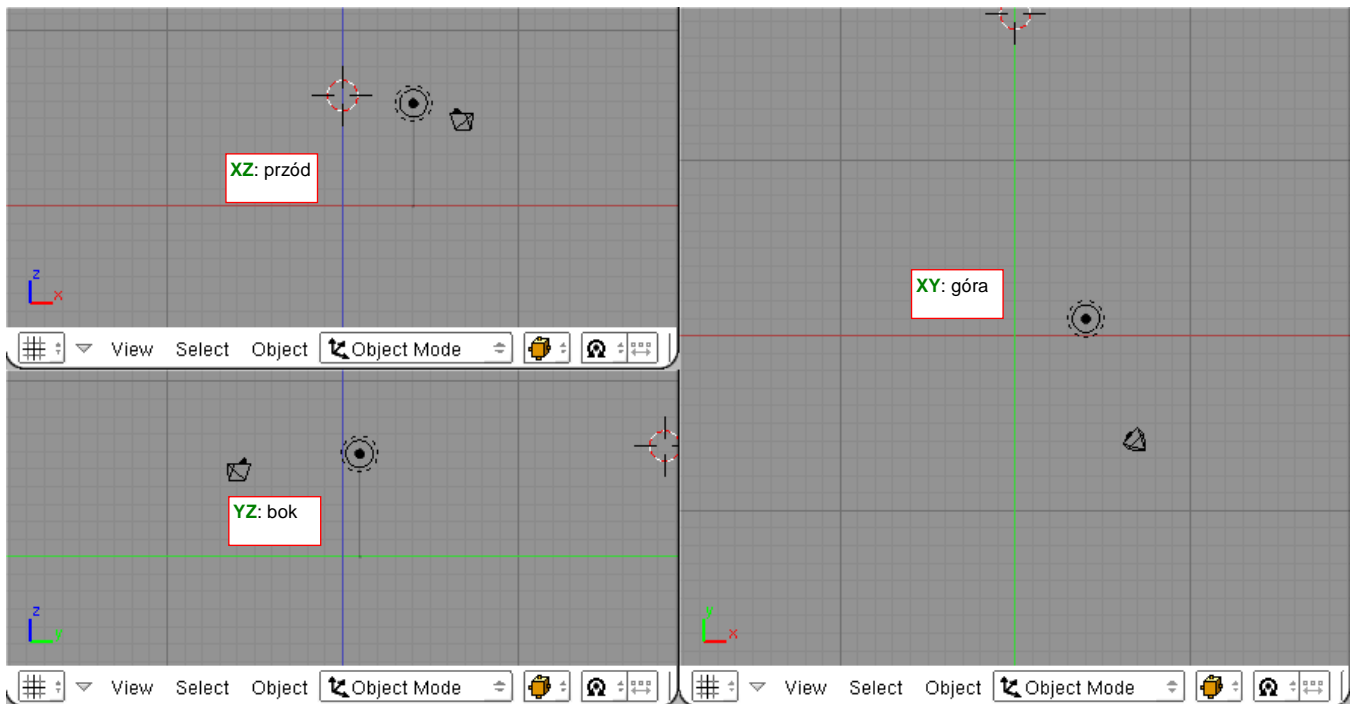 XZ: przód
z
x
View Select Object Object Mode
YZ: bok
z
y
View Select Object Object Mode
XY: góra
y
x
View Select Object Object Mode